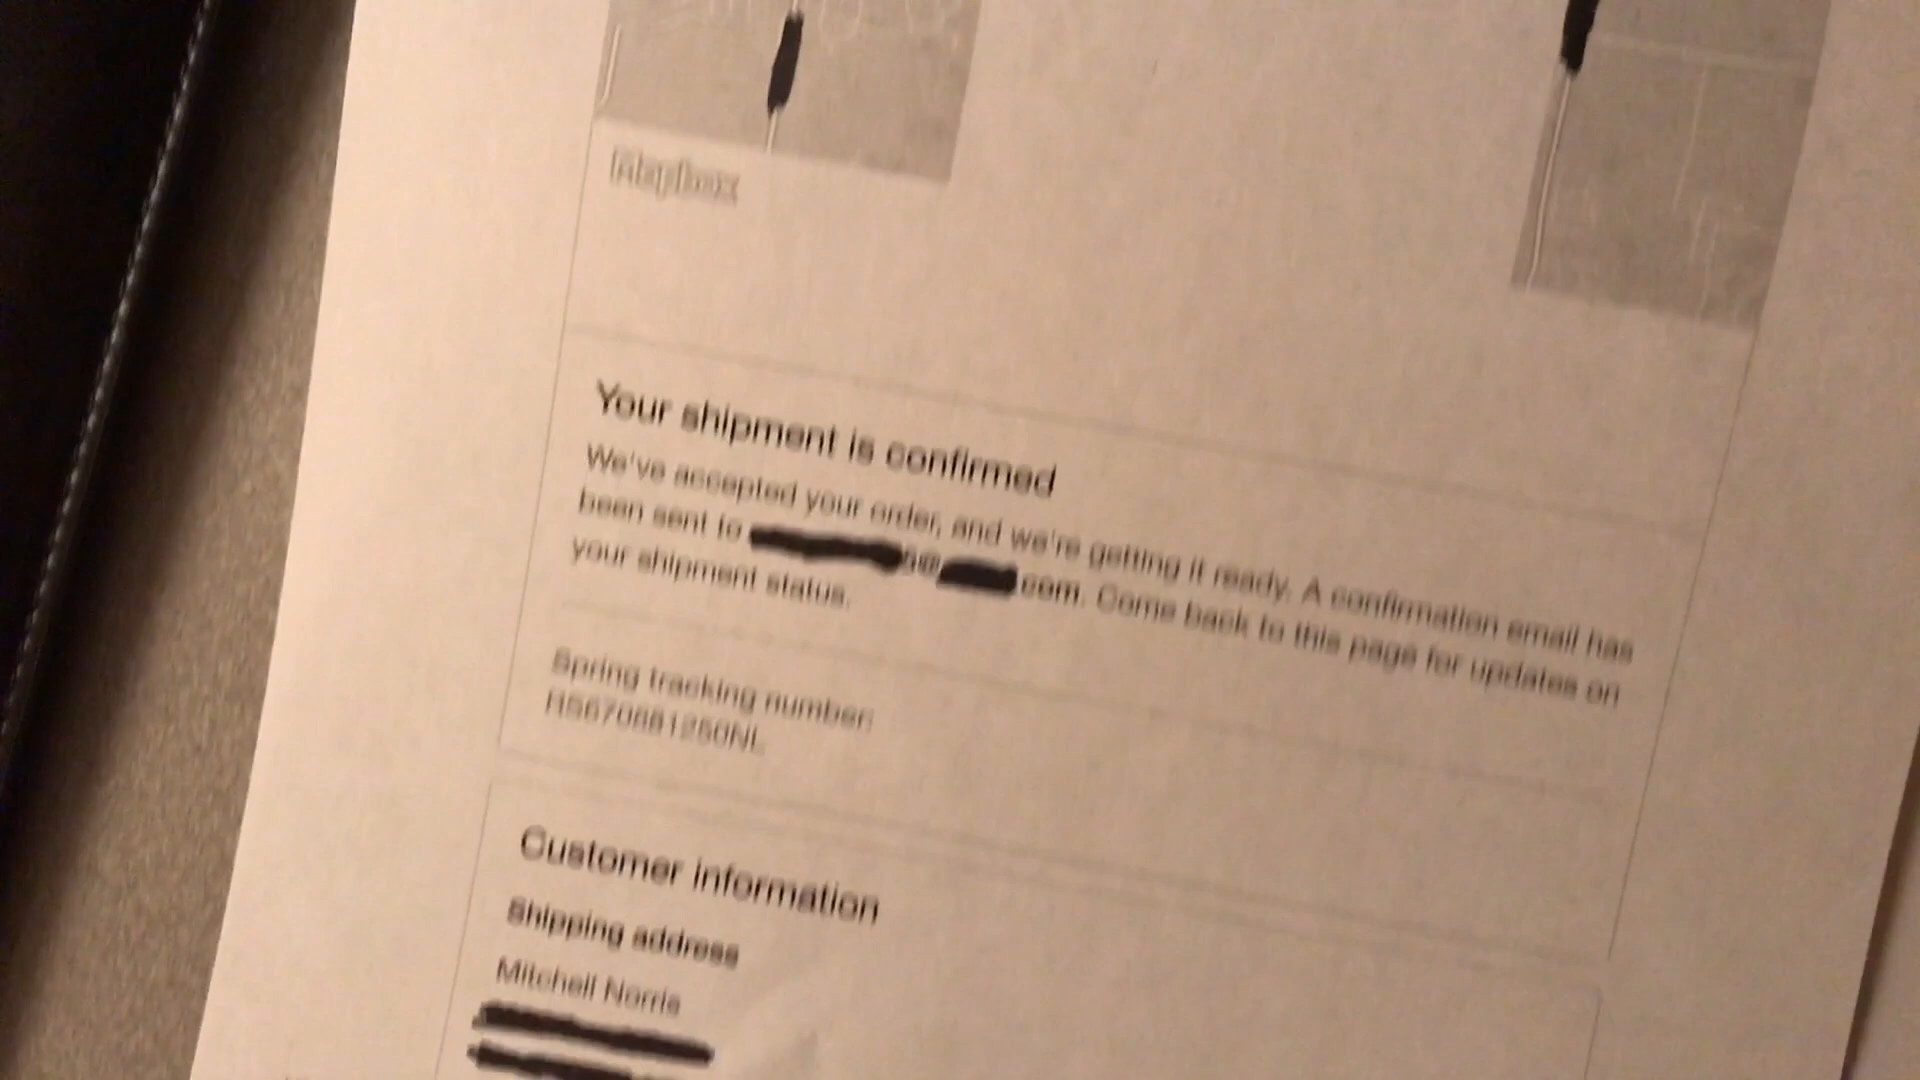 Your shipment is confirmed
We've accepted your order, and we're getting it ready. A confirmation email has
been sent to @ com. Come back to this page for updates on
your shipment status.
Spring tracking number:
Customer information
Shipping address
Mitchell Norris